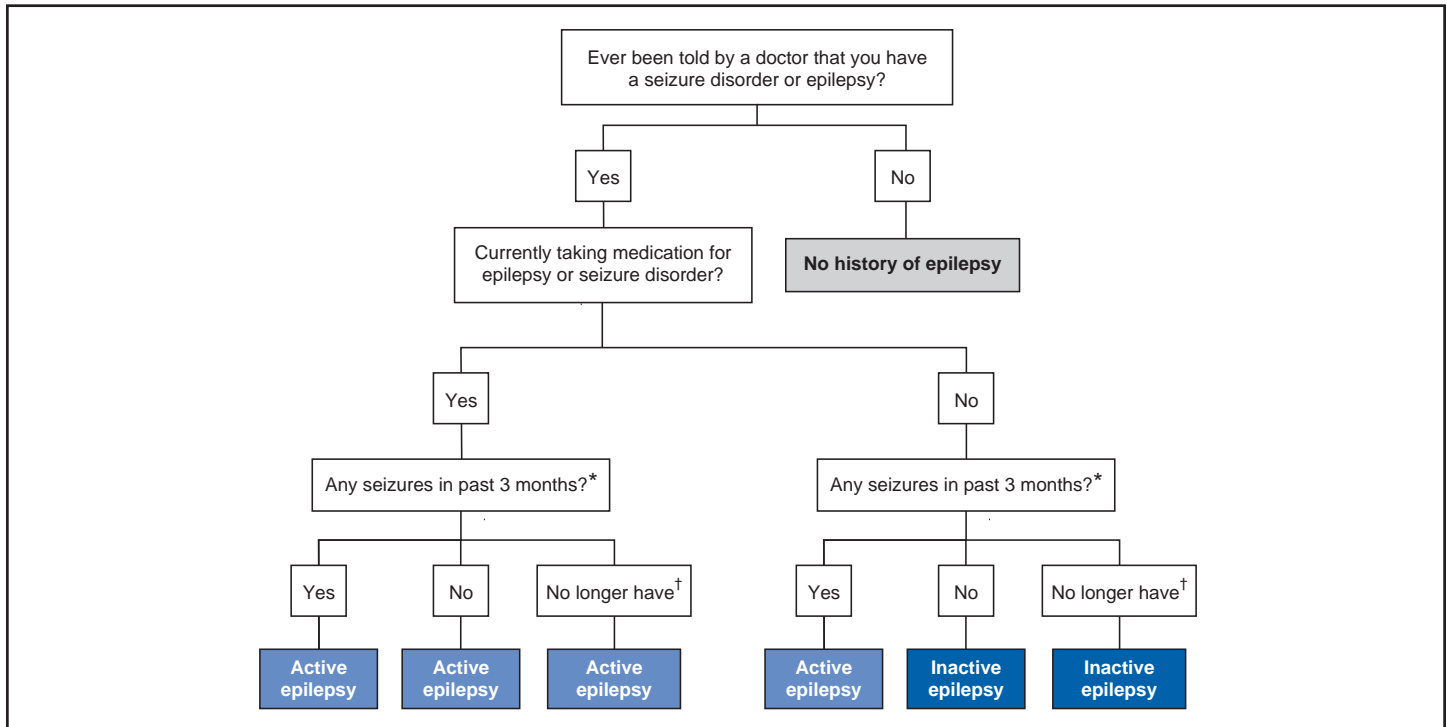 Ever been told by a doctor that you have
a seizure disorder or epilepsy?
Yes
No
Currently taking medication for
epilepsy or seizure disorder?
No history of epilepsy
Yes
No
Any seizures in past 3 months?*
Any seizures in past 3 months?*
Yes
No
No longer have†
Yes
No
No longer have†
Active
epilepsy
Active
epilepsy
Active
epilepsy
Active
epilepsy
Inactive
epilepsy
Inactive
epilepsy